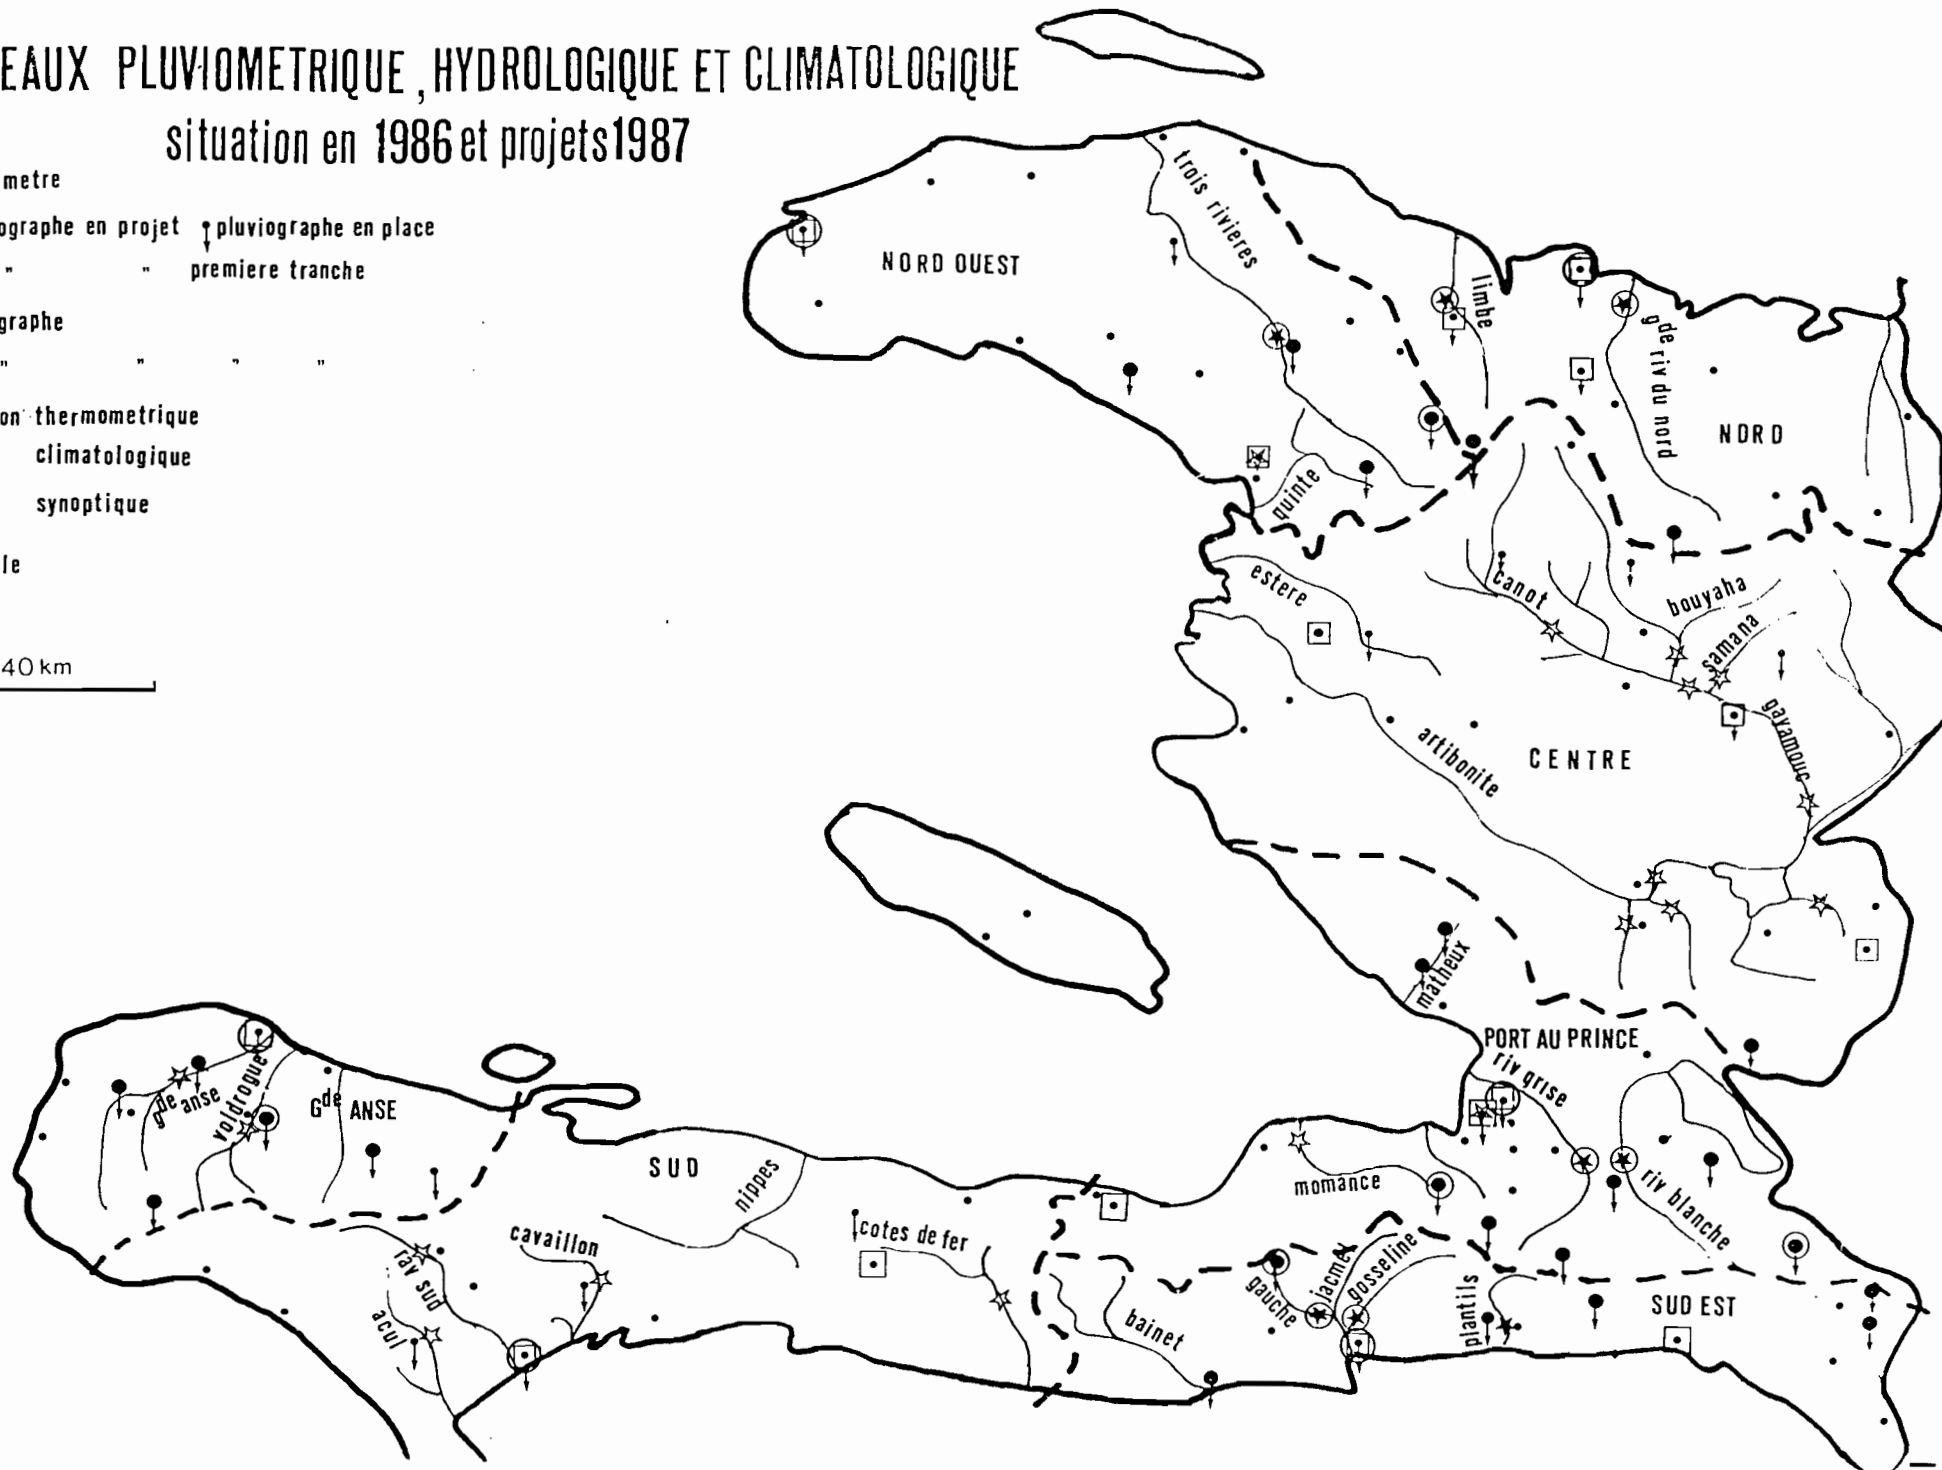 EAUX PLUVIOMETRIQUE, HYDROLOGIQUE ET CLIMATOLOGIQUE
situation en 1986 et projets 1987
metre
ographe en projet pluviographe en place
" " premiere tranche
graphe
" " " "
on thermometrique
climatologique
synoptique
le
40 km
trois rivieres
NORD OUEST
limbe
gde riv du nord
NORD
quinte
estere
canot
bouyaha
samana
gayamouc
artibonite
CENTRE
matheux
PORT AU PRINCE
riv grise
gde anse
voldrogue
Gde ANSE
SUD
nippes
momance
riv blanche
cavaillon
cotes de fer
rav sud
acul
bainet
gauche
jacmel
gosseline
plantils
SUD EST